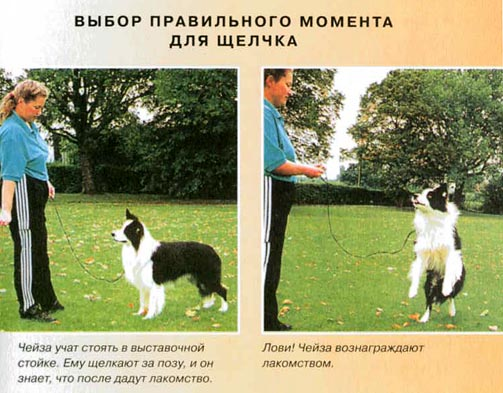 ВЫБОР ПРАВИЛЬНОГО МОМЕНТА
ДЛЯ ЩЕЛЧКА
Чейза учат стоять в выставочной
стойке. Ему щелкают за позу, и он
знает, что после дадут лакомство.
Лови! Чейза вознаграждают
лакомством.